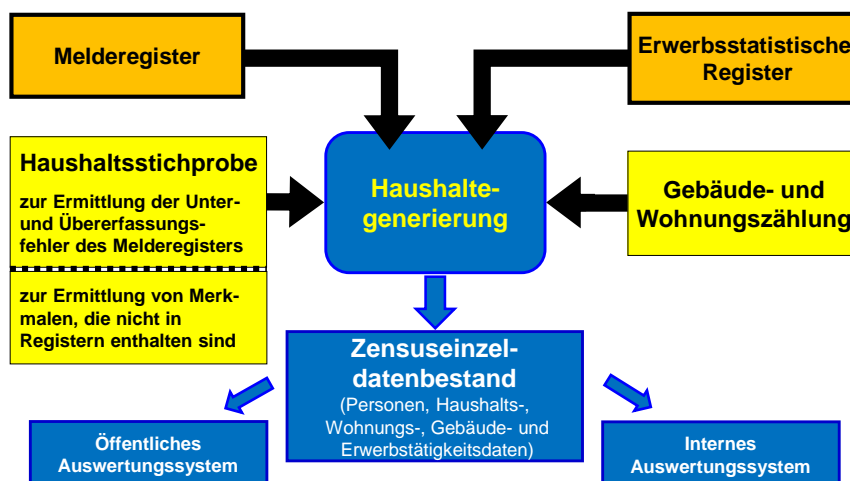 Melderegister
Erwerbsstatistische
Register
Haushaltsstichprobe
zur Ermittlung der Unter-
und Übererfassungs-
fehler des Melderegisters
zur Ermittlung von Merk-
malen, die nicht in
Registern enthalten sind
Haushalte-
generierung
Gebäude- und
Wohnungszählung
Zensuseinzel-
datenbestand
(Personen, Haushalts-,
Wohnungs-, Gebäude- und
Erwerbstätigkeitsdaten)
Öffentliches
Auswertungssystem
Internes
Auswertungssystem